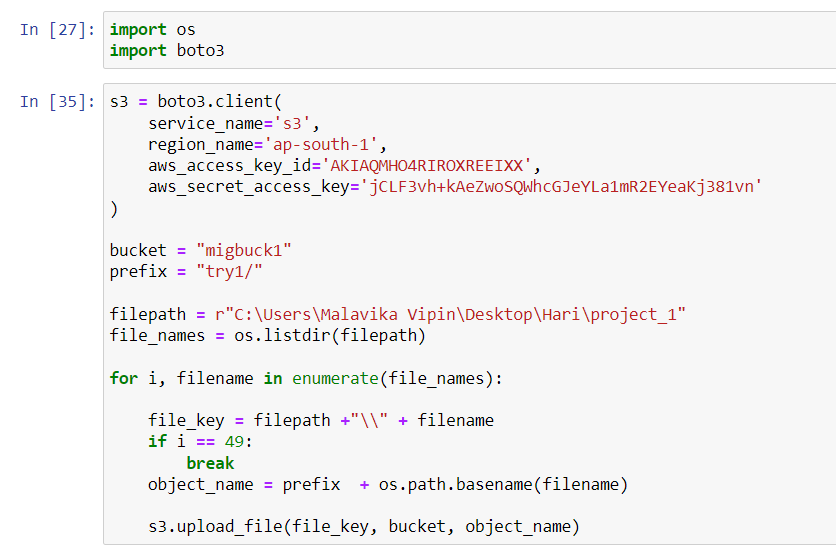 In [27]: import os
import boto3
In [35]: s3 = boto3.client(
    service_name='s3',
    region_name='ap-south-1',
    aws_access_key_id='AKIAQMHO4RIROXREEIXX',
    aws_secret_access_key='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'
)
bucket = "migbuck1"
prefix = "try1/"
filepath = r"C:\Users\Malavika Vipin\Desktop\Hari\project_1"
file_names = os.listdir(filepath)
for i, filename in enumerate(file_names):
    file_key = filepath +"\\" + filename
    if i == 49:
        break
    object_name = prefix  + os.path.basename(filename)
    s3.upload_file(file_key, bucket, object_name)